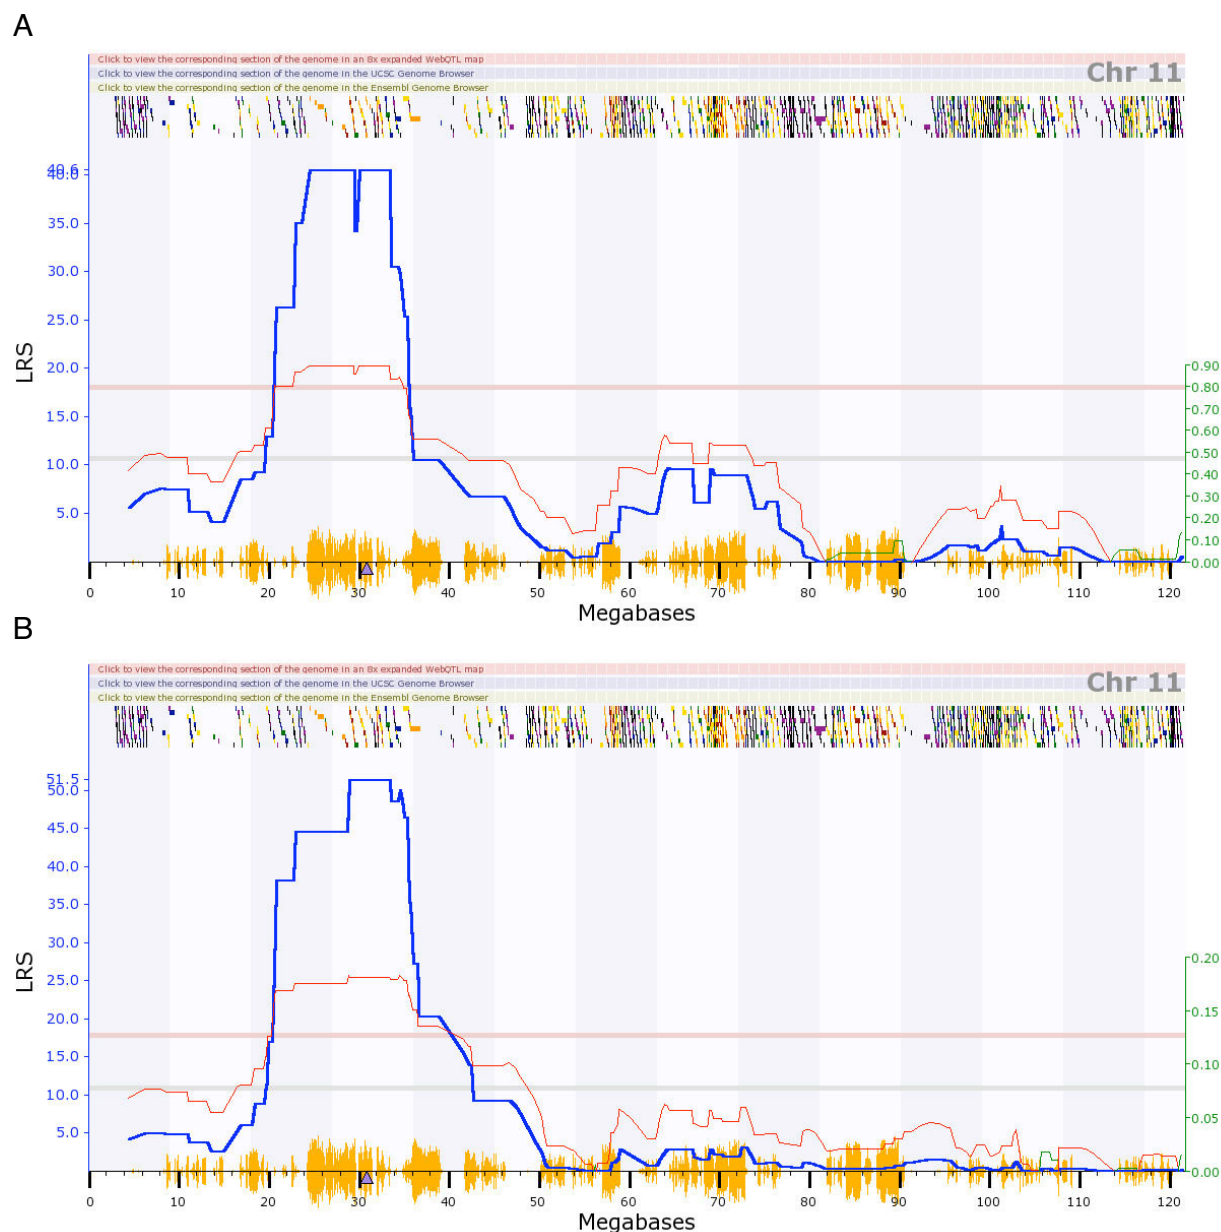 A
Click to view the corresponding section of the genome in an 8x expanded WebQTL map
Click to view the corresponding section of the genome in the UCSC Genome Browser
Click to view the corresponding section of the genome in the Ensembl Genome Browser
Chr 11
40.6
40.0
35.0
30.0
25.0
20.0
15.0
10.0
5.0
LRS
0.90
0.80
0.70
0.60
0.50
0.40
0.30
0.20
0.10
0.00
0 10 20 30 40 50 60 70 80 90 100 110 120
Megabases
B
Click to view the corresponding section of the genome in an 8x expanded WebQTL map
Click to view the corresponding section of the genome in the UCSC Genome Browser
Click to view the corresponding section of the genome in the Ensembl Genome Browser
Chr 11
51.5
50.0
45.0
40.0
35.0
30.0
25.0
20.0
15.0
10.0
5.0
LRS
0.20
0.15
0.10
0.05
0.00
0 10 20 30 40 50 60 70 80 90 100 110 120
Megabases